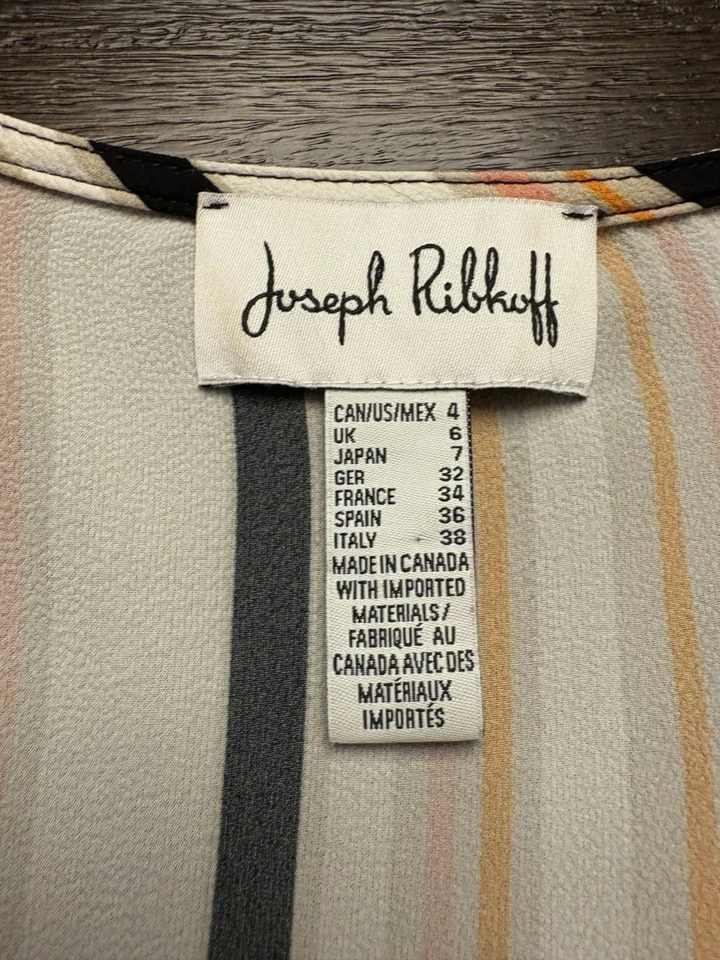 Joseph Ribkoff
CAN/US/MEX 4
UK 6
JAPAN 7
GER 32
FRANCE 34
SPAIN 36
ITALY 38
MADE IN CANADA
WITH IMPORTED
MATERIALS/
FABRIQUÉ AU
CANADA AVEC DES
MATÉRIAUX
IMPORTÉS